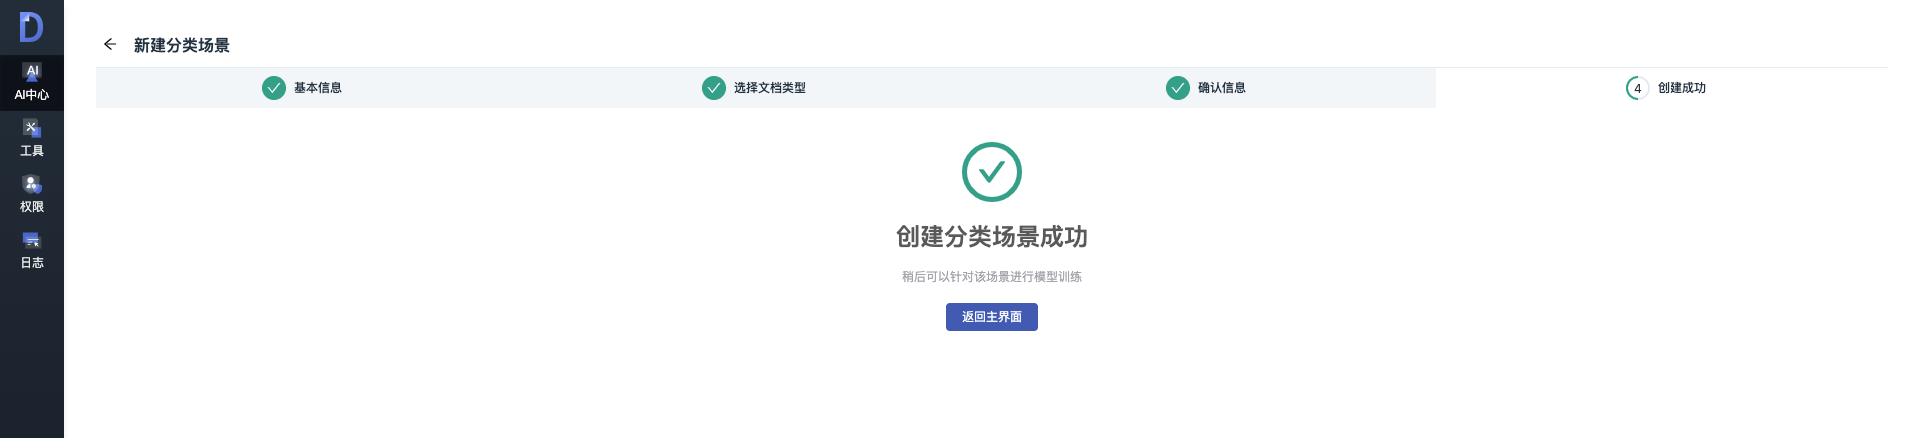 D
新建分类场景
基本信息
选择文档类型
确认信息
4 创建成功
AI
AI中心
工具
权限
日志
创建分类场景成功
稍后可以针对该场景进行模型训练
返回主界面